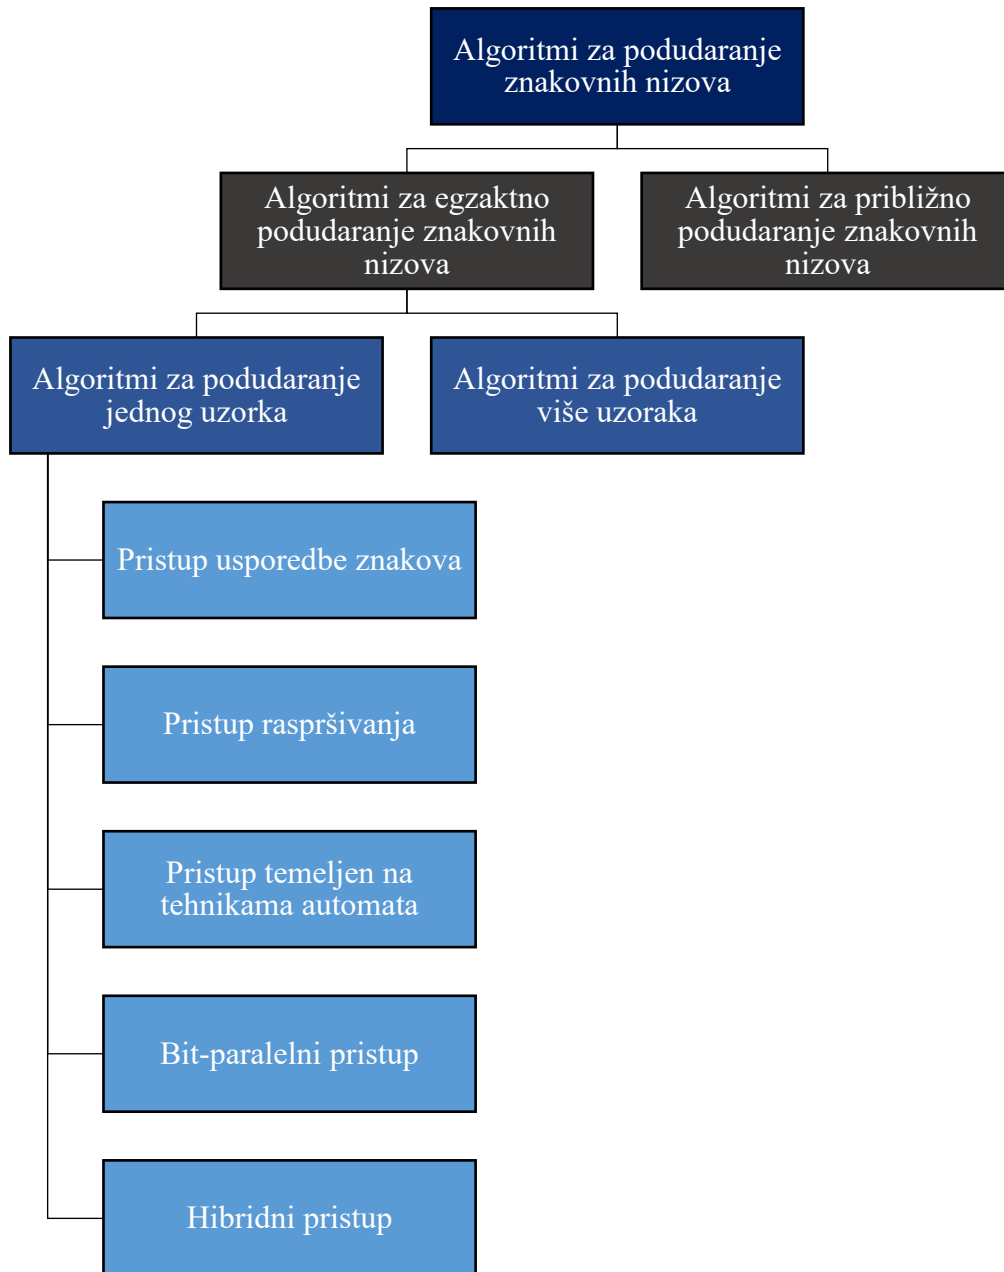 Algoritmi za podudaranje
znakovnih nizova
Algoritmi za egzaktno
podudaranje znakovnih
nizova
Algoritmi za približno
podudaranje znakovnih
nizova
Algoritmi za podudaranje
jednog uzorka
Algoritmi za podudaranje
više uzoraka
Pristup usporedbe znakova
Pristup raspršivanja
Pristup temeljen na
tehnikama automata
Bit-paralelni pristup
Hibridni pristup